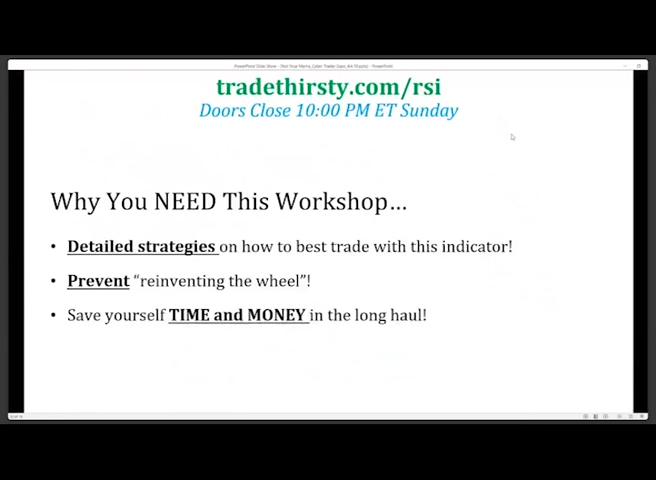 tradethirsty.com/rsi
Doors Close 10:00 PM ET Sunday
Why You NEED This Workshop…
• Detailed strategies on how to best trade with this indicator!
• Prevent “reinventing the wheel”!
• Save yourself TIME and MONEY in the long haul!